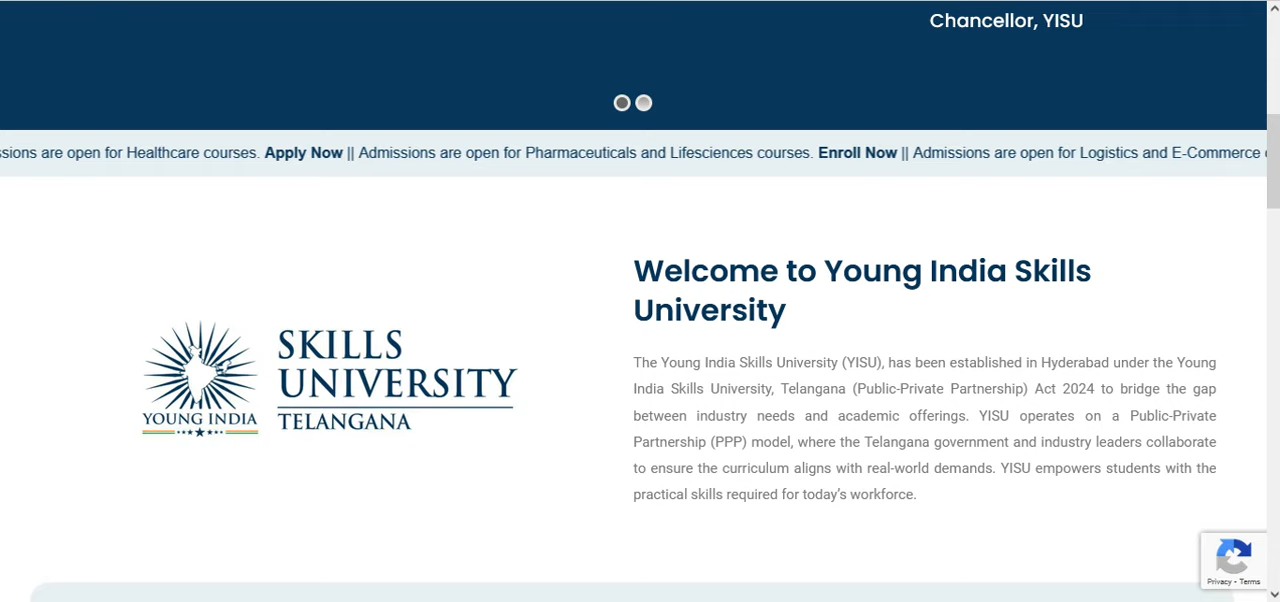 Chancellor, YISU
ssions are open for Healthcare courses. Apply Now || Admissions are open for Pharmaceuticals and Lifesciences courses. Enroll Now || Admissions are open for Logistics and E-Commerce
Welcome to Young India Skills
University
The Young India Skills University (YISU), has been established in Hyderabad under the Young
India Skills University, Telangana (Public-Private Partnership) Act 2024 to bridge the gap
between industry needs and academic offerings. YISU operates on a Public-Private
Partnership (PPP) model, where the Telangana government and industry leaders collaborate
to ensure the curriculum aligns with real-world demands. YISU empowers students with the
practical skills required for today’s workforce.
SKILLS
UNIVERSITY
TELANGANA
YOUNG INDIA
Privacy - Terms